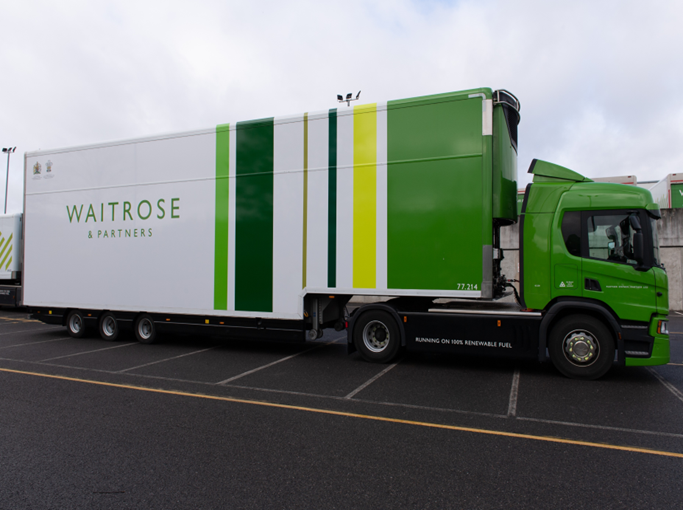 WAITROSE
& PARTNERS
77.214
RUNNING ON 100% RENEWABLE FUEL